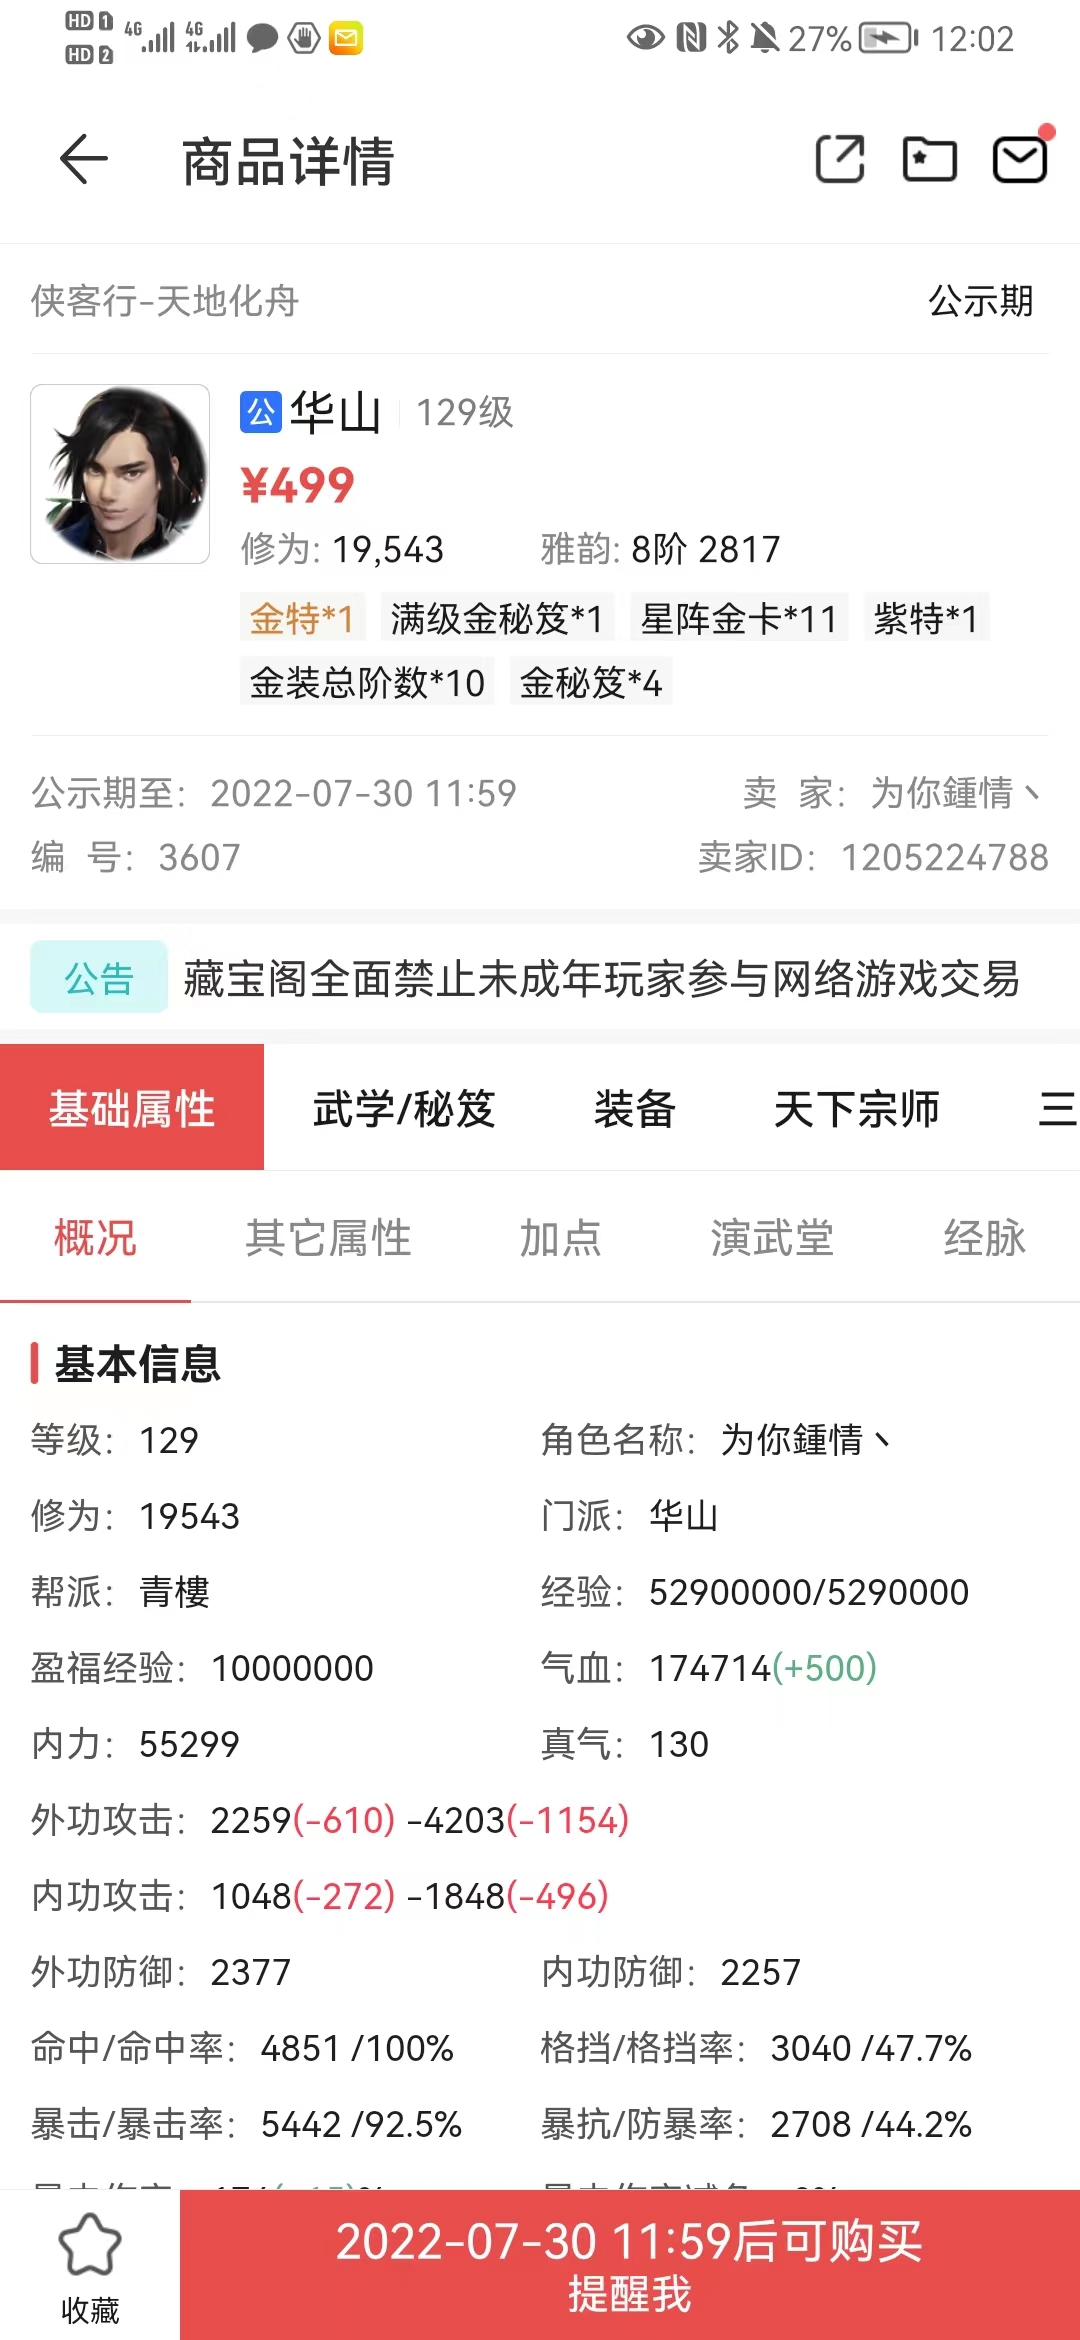 HD 1 4G 4G 27% 12:02
HD 2
商品详情
侠客行-天地化舟 公示期
公 华山 129级
¥499
修为: 19,543 雅韵: 8阶 2817
金特*1 满级金秘笈*1 星阵金卡*11 紫特*1
金装总阶数*10 金秘笈*4
公示期至: 2022-07-30 11:59 卖 家: 为你鍾情丶
编 号: 3607 卖家ID: 1205224788
公告 藏宝阁全面禁止未成年玩家参与网络游戏交易
基础属性 武学/秘笈 装备 天下宗师 三
概况 其它属性 加点 演武堂 经脉
基本信息
等级: 129 角色名称: 为你鍾情丶
修为: 19543 门派: 华山
帮派: 青樓 经验: 52900000/5290000
盈福经验: 10000000 气血: 174714(+500)
内力: 55299 真气: 130
外功攻击: 2259(-610) -4203(-1154)
内功攻击: 1048(-272) -1848(-496)
外功防御: 2377 内功防御: 2257
命中/命中率: 4851 /100% 格挡/格挡率: 3040 /47.7%
暴击/暴击率: 5442 /92.5% 暴抗/防暴率: 2708 /44.2%
2022-07-30 11:59后可购买
提醒我
收藏